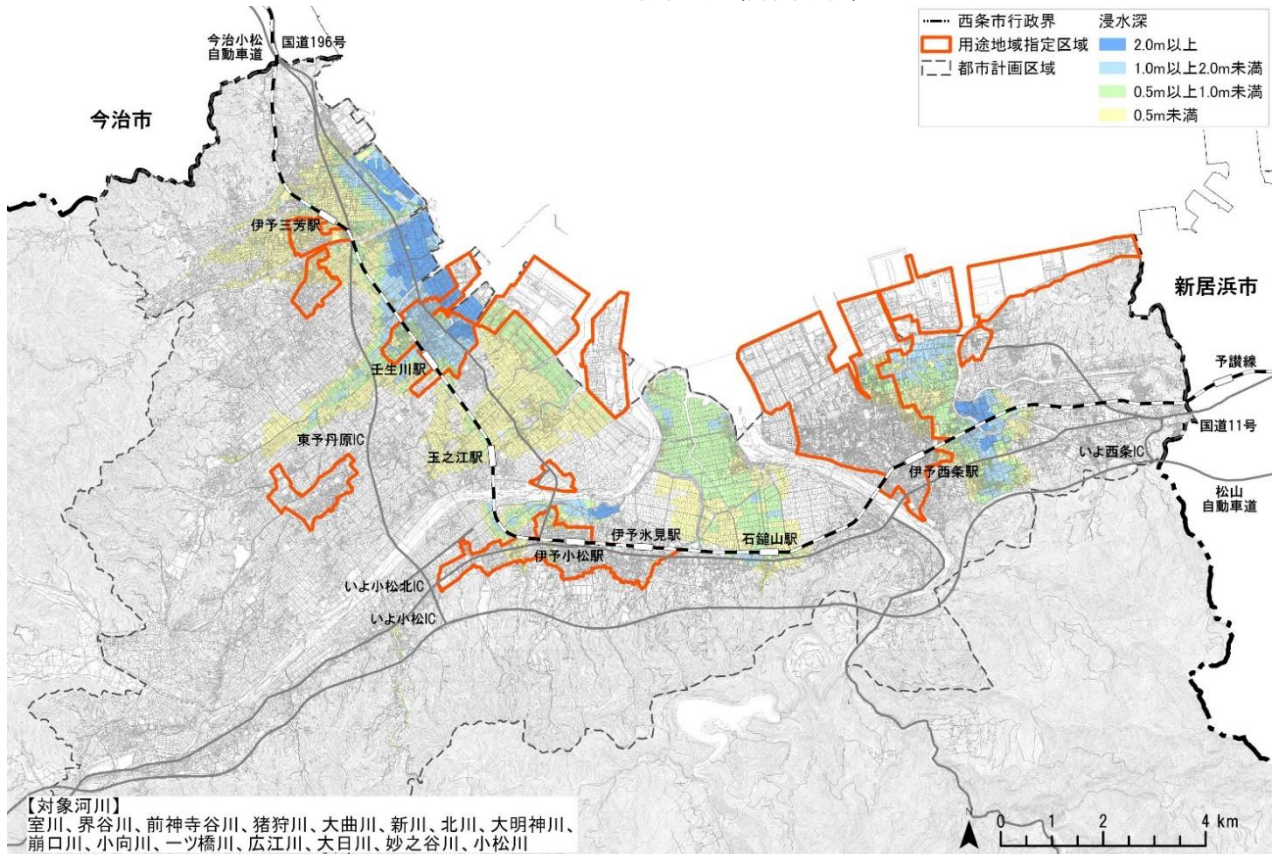 西条市行政界
用途地域指定区域
都市計画区域
浸水深
2.0m以上
1.0m以上2.0m未満
0.5m以上1.0m未満
0.5m未満
今治小松
自動車道
国道196号
今治市
伊予三芳駅
新居浜市
予讃線
壬生川駅
国道11号
東予丹原IC
玉之江駅
伊予西条駅
いよ西条IC
松山
自動車道
伊予氷見駅
石鎚山駅
伊予小松駅
いよ小松北IC
いよ小松IC
【対象河川】
室川、界谷川、前神寺谷川、猪狩川、大曲川、新川、北川、大明神川、
崩口川、小向川、一ツ橋川、広江川、大日川、妙之谷川、小松川
0 1 2 4 km